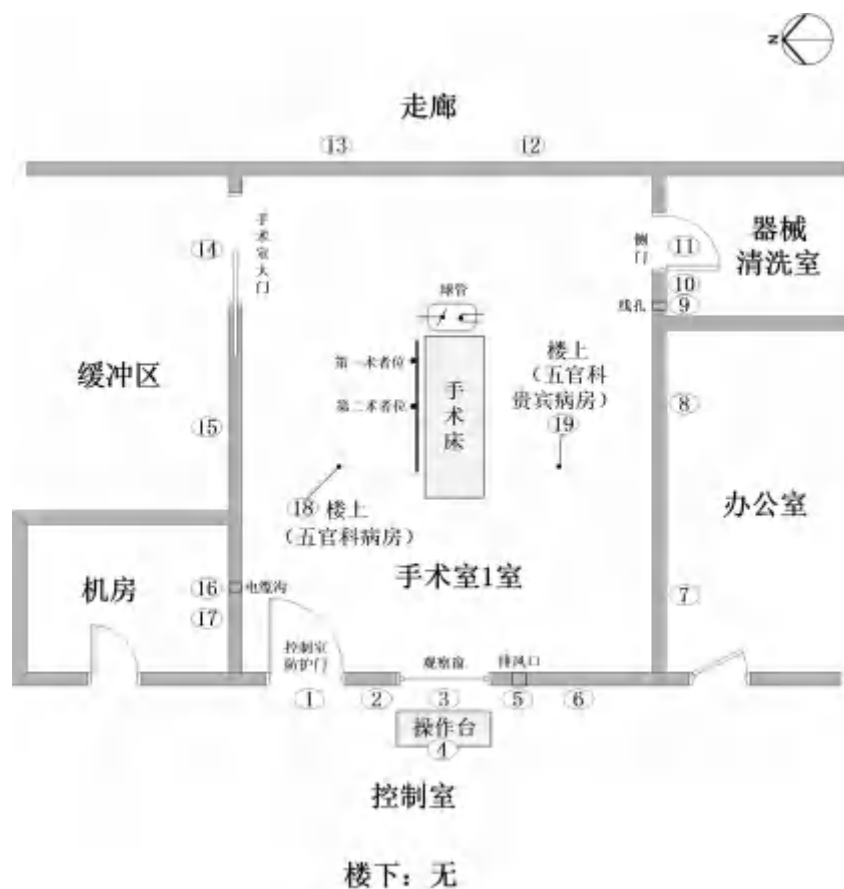 N
走廊
⑬
⑫
手术室大门
⑭
侧门
⑪
器械
清洗室
⑩
线孔
⑨
球管
缓冲区
第一术者位
第二术者位
手术床
楼上
(五官科
贵宾病房)
⑲
⑧
⑮
⑱ 楼上
(五官科病房)
办公室
机房
⑯
电缆沟
手术室1室
⑦
⑰
控制室
防护门
观察窗
排风口
①
②
③
⑤
⑥
操作台
④
控制室
楼下：无